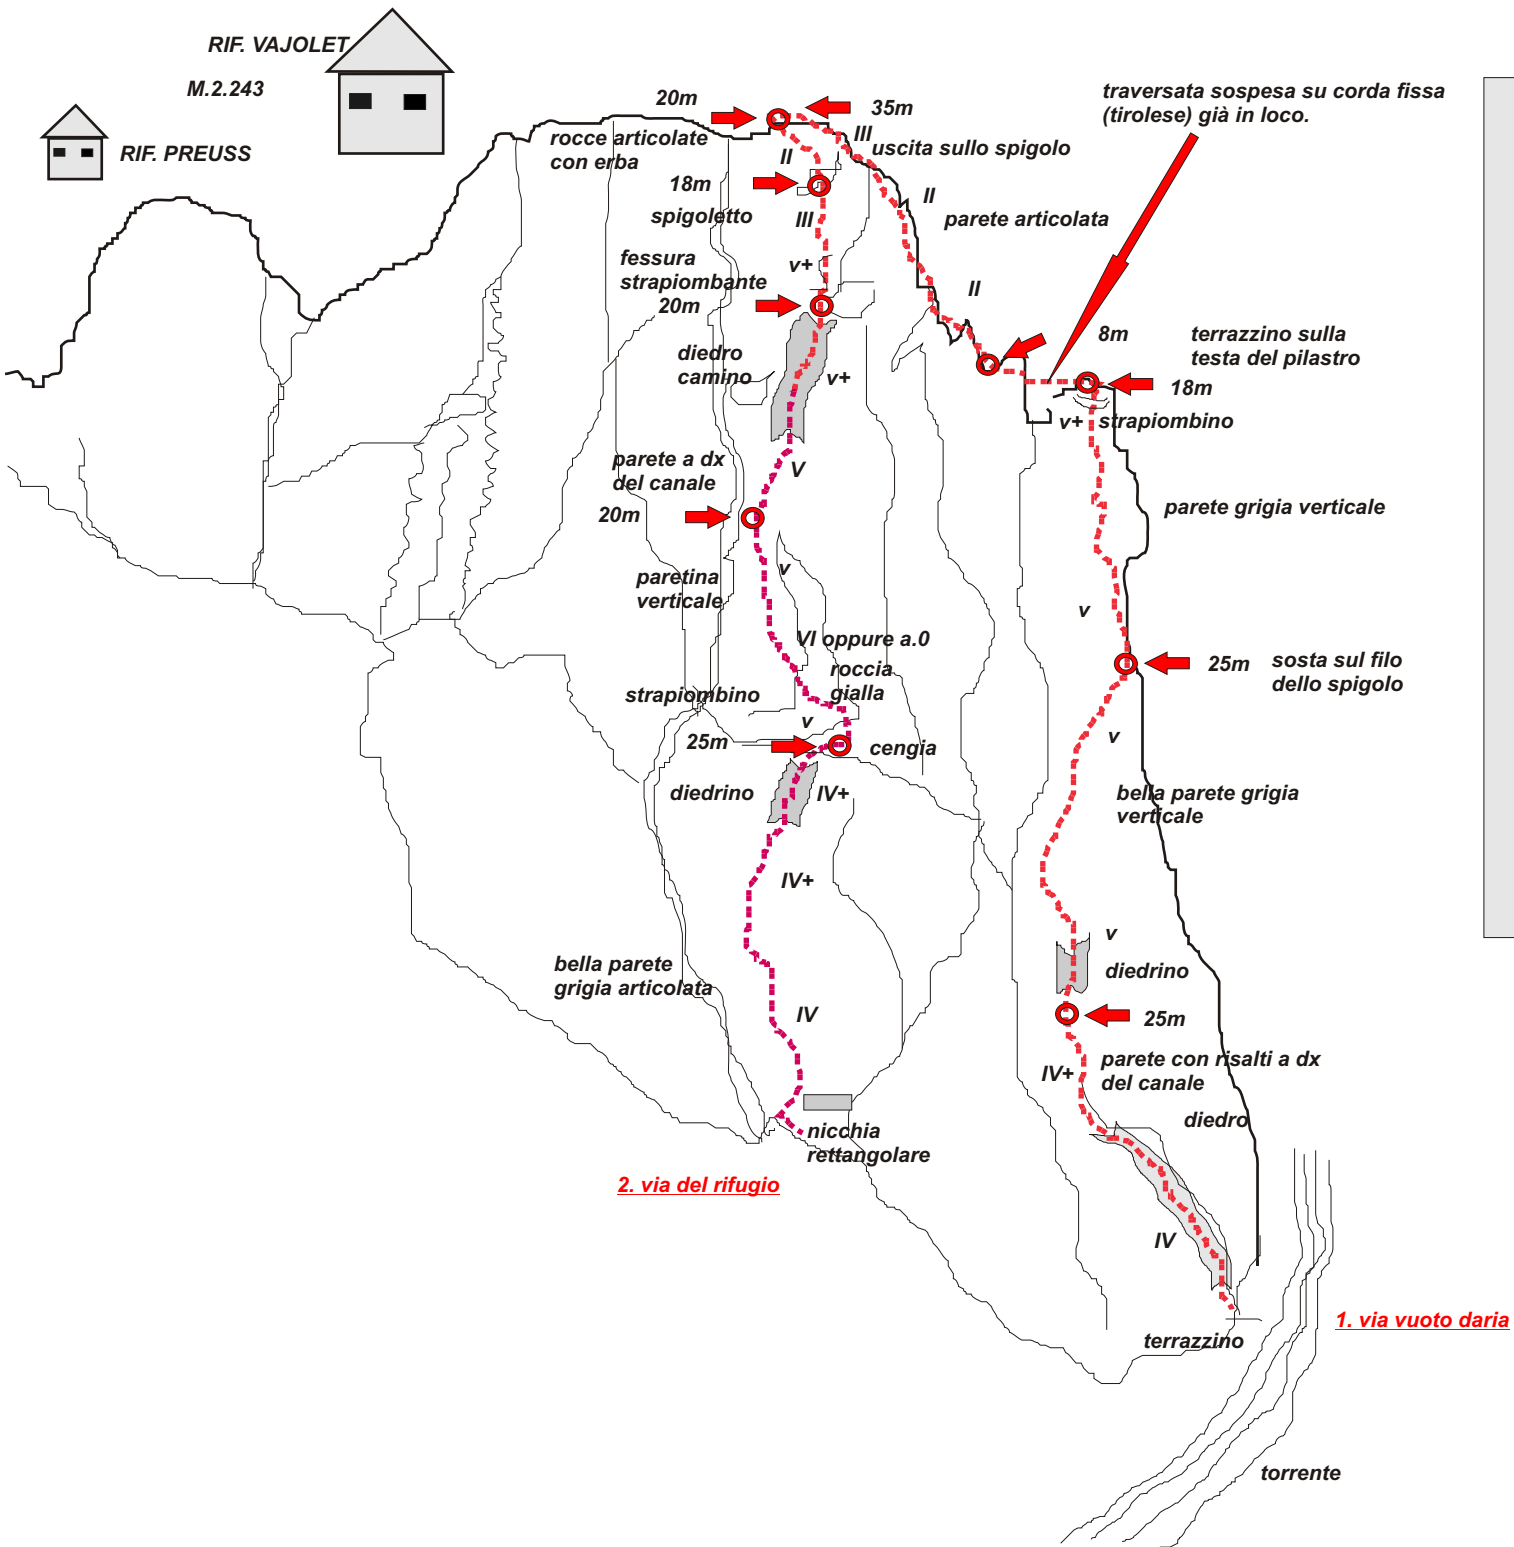 RIF. VAJOLET
M.2.243
RIF. PREUSS
20m
35m
traversata sospesa su corda fissa
(tirolese) già in loco.
rocce articolate
con erba
III
uscita sullo spigolo
II
18m
II
spigoletto
III
parete articolata
fessura
strapiombante
v+
20m
II
8m
terrazzino sulla
testa del pilastro
diedro
camino
v+
18m
v+ strapiombino
parete a dx
del canale
V
20m
parete grigia verticale
paretina
verticale
v
v
VI oppure a.0
roccia
gialla
25m
sosta sul filo
dello spigolo
strapiombino
v
v
25m
cengia
diedrino
IV+
bella parete grigia
verticale
IV+
v
bella parete
grigia articolata
diedrino
IV
25m
IV+
parete con risalti a dx
del canale
diedro
nicchia
rettangolare
2. via del rifugio
IV
1. via vuoto daria
terrazzino
torrente